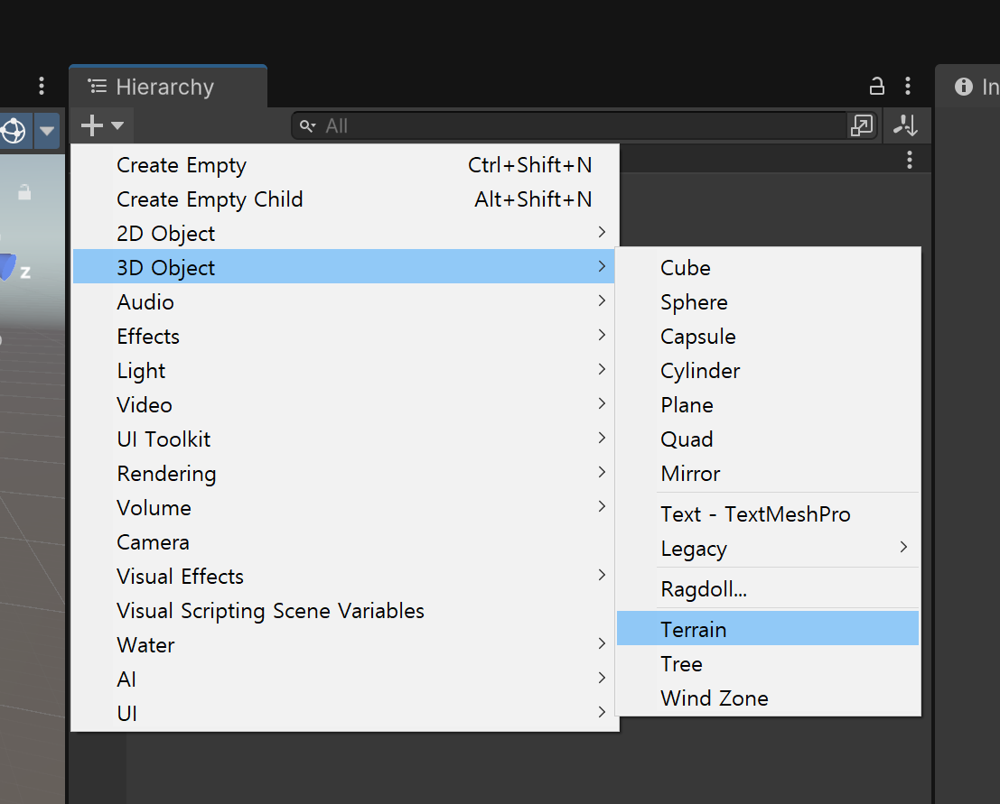 Hierarchy
In
All
Create Empty Ctrl+Shift+N
Create Empty Child Alt+Shift+N
2D Object
3D Object
Audio
Effects
Light
Video
UI Toolkit
Rendering
Volume
Camera
Visual Effects
Visual Scripting Scene Variables
Water
AI
UI
Cube
Sphere
Capsule
Cylinder
Plane
Quad
Mirror
Text - TextMeshPro
Legacy
Ragdoll...
Terrain
Tree
Wind Zone
z